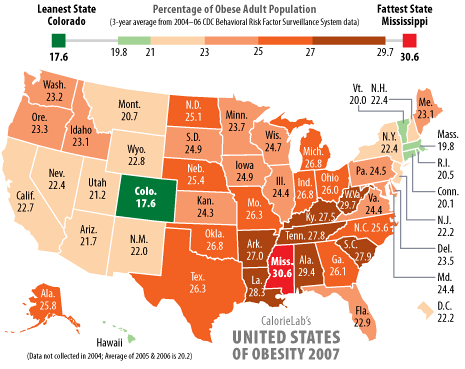 Leanest State
Colorado
17.6
Percentage of Obese Adult Population
(3-year average from 2004–06 CDC Behavioral Risk Factor Surveillance System data)
Fattest State
Mississippi
30.6
19.8
21
23
25
27
29.7
Wash.
23.2
Ore.
23.3
Idaho
23.1
Mont.
20.7
Wyo.
22.8
Nev.
22.4
Utah
21.2
Calif.
22.7
Colo.
17.6
Ariz.
21.7
N.M.
22.0
N.D.
25.1
S.D.
24.9
Neb.
25.4
Kan.
24.3
Okla.
26.8
Tex.
26.3
Minn.
23.7
Iowa
24.9
Mo.
26.3
Ark.
27.0
La.
28.3
Wis.
24.7
Ill.
24.4
Mich.
26.8
Ind.
26.8
Ohio
26.0
Ky. 27.5
Tenn. 27.8
Miss.
30.6
Ala.
29.4
Ga.
26.1
Fla.
22.9
S.C.
27.9
N.C. 25.6
W.Va.
29.7
Va.
24.4
Pa. 24.5
N.Y.
22.4
Vt.
20.0
N.H.
22.4
Me.
23.1
Mass.
19.8
R.I.
20.5
Conn.
20.1
N.J.
22.2
Del.
23.5
Md.
24.4
D.C.
22.2
Ala.
25.8
Hawaii
(Data not collected in 2004; Average of 2005 & 2006 is 20.2)
CalorieLab's
UNITED STATES
OF OBESITY 2007